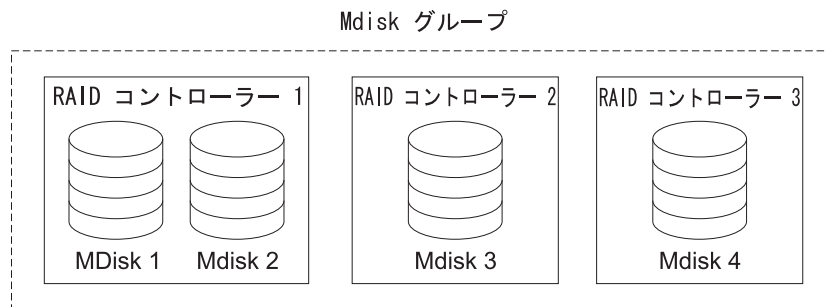 Mdisk グループ
RAID コントローラー 1
RAID コントローラー 2
RAID コントローラー 3
MDisk 1
Mdisk 2
Mdisk 3
Mdisk 4